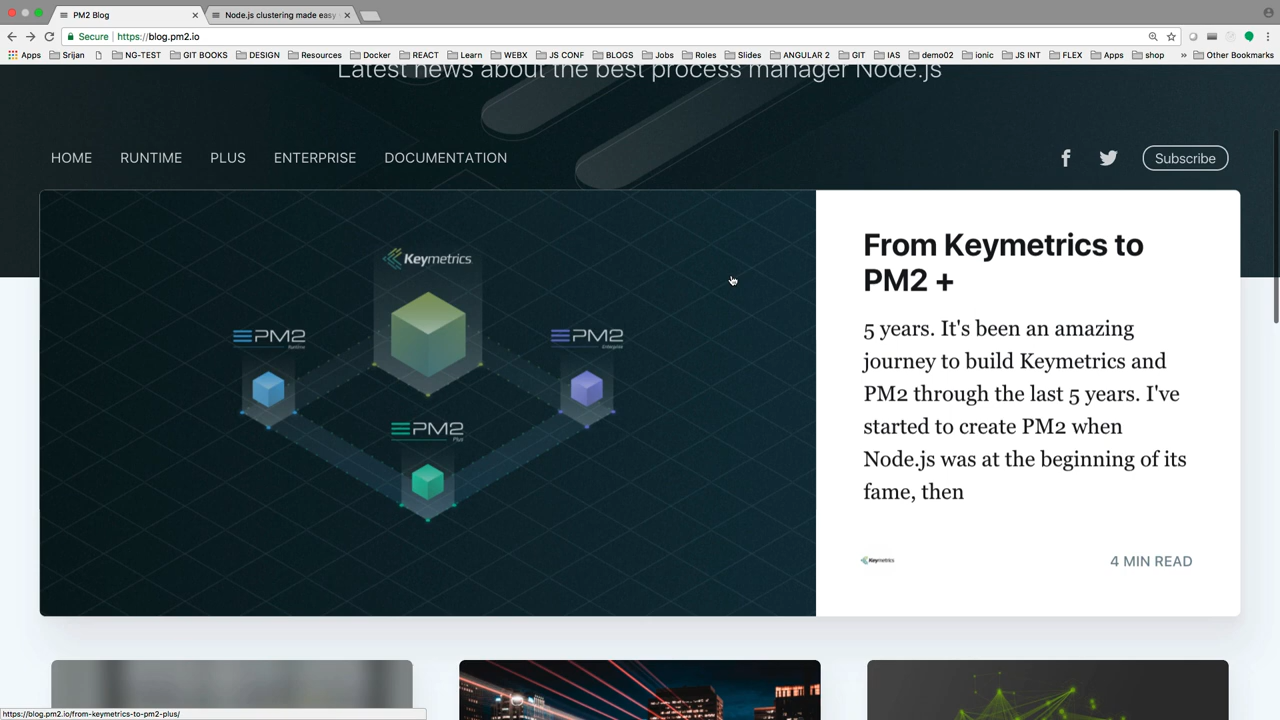 PM2 Blog
Node.js clustering made easy
Secure https://blog.pm2.io
Apps Srijan NG-TEST GIT BOOKS DESIGN Resources Docker REACT Learn WEBX JS CONF BLOGS Jobs Roles Slides ANGULAR 2 GIT IAS demo02 ionic JS INT FLEX Apps shop » Other Bookmarks
Latest news about the best process manager Node.js
HOME RUNTIME PLUS ENTERPRISE DOCUMENTATION Subscribe
Keymetrics
PM2
Runtime
PM2
Enterprise
PM2
Plus
From Keymetrics to
PM2 +
5 years. It's been an amazing
journey to build Keymetrics and
PM2 through the last 5 years. I've
started to create PM2 when
Node.js was at the beginning of its
fame, then
Keymetrics
4 MIN READ
https://blog.pm2.io/from-keymetrics-to-pm2-plus/